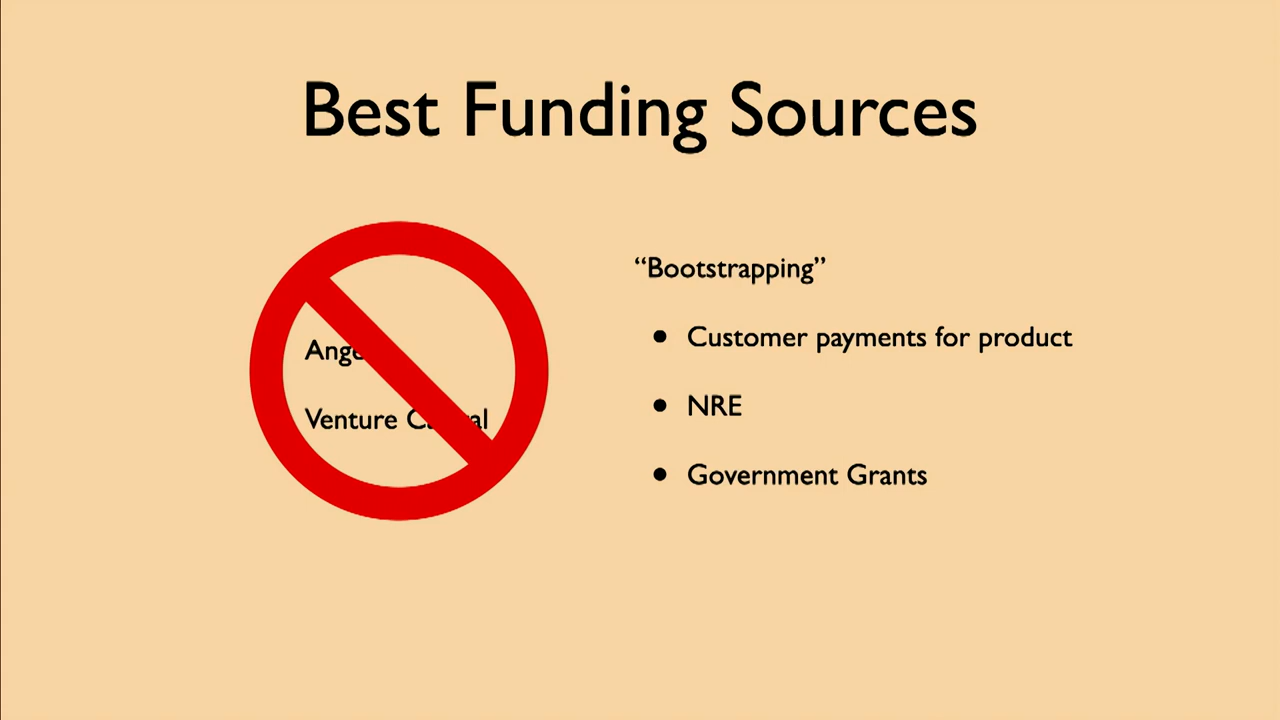 Best Funding Sources
“Bootstrapping”
• Customer payments for product
Venture
• NRE
• Government Grants